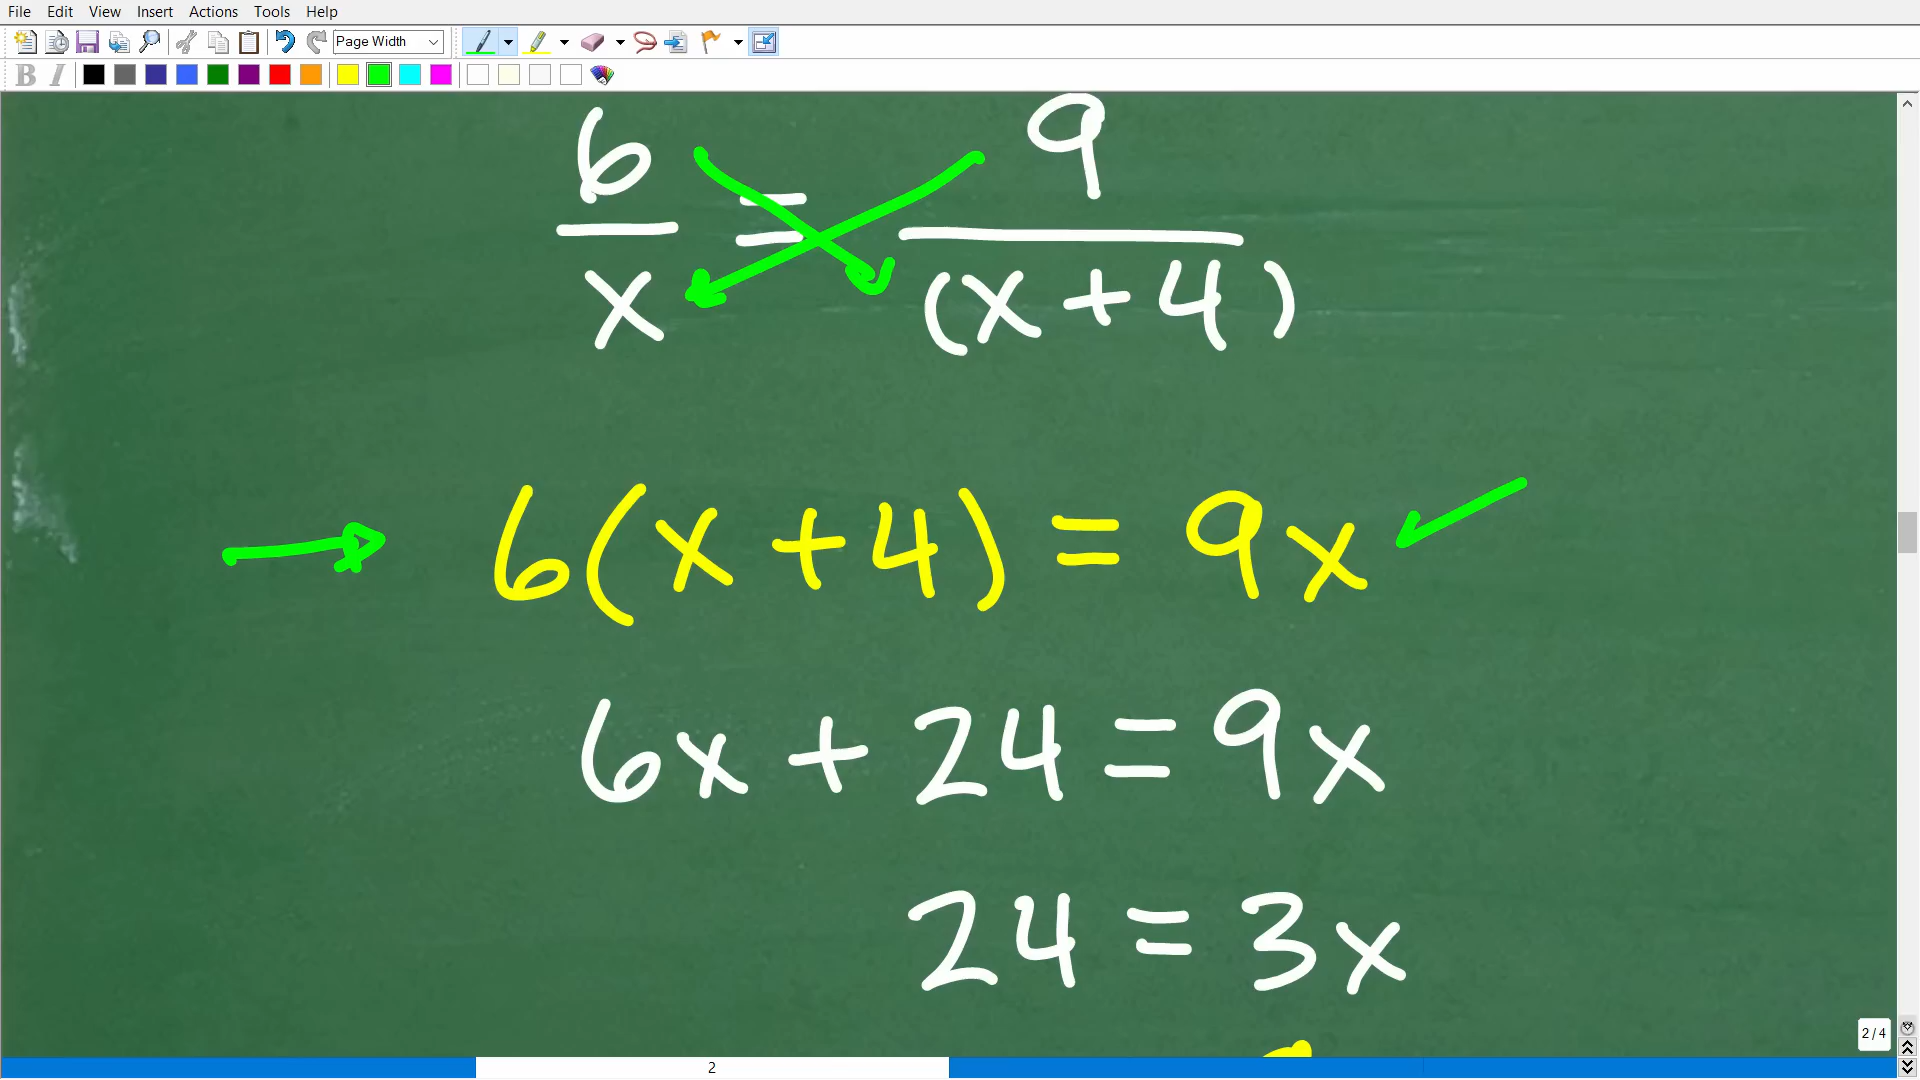 File Edit View Insert Actions Tools Help
Page Width
B I
6/x = 9/(x+4)
6(x+4) = 9x
6x + 24 = 9x
24 = 3x
2/4
2